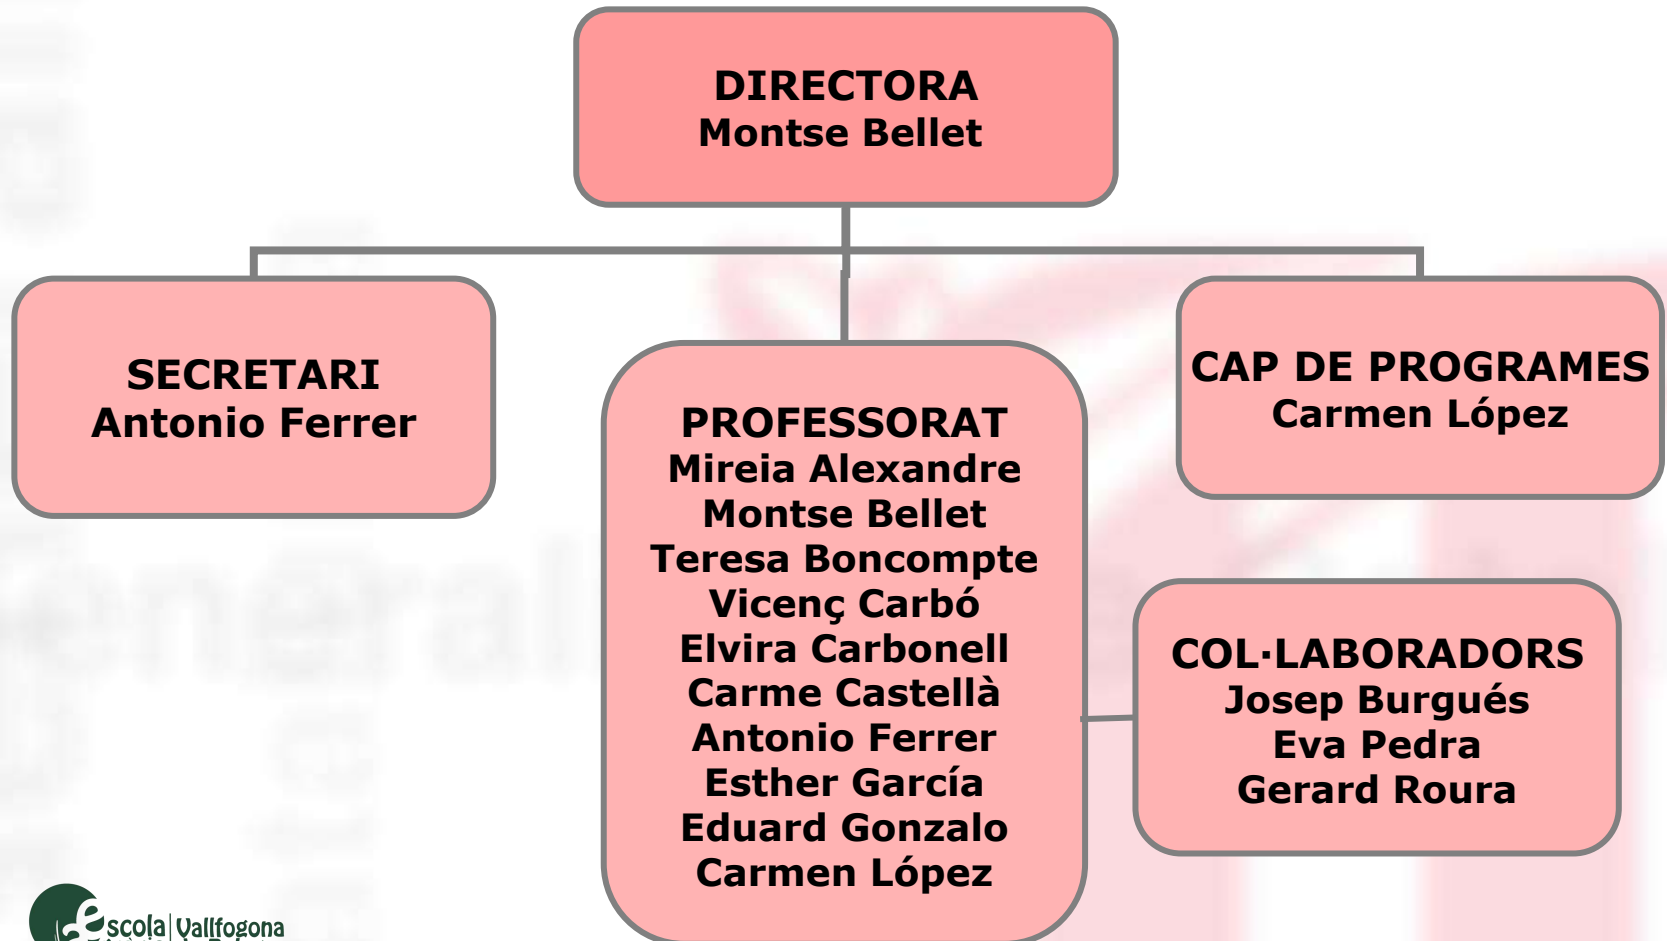 DIRECTORA
Montse Bellet
SECRETARI
Antonio Ferrer
PROFESSORAT
Mireia Alexandre
Montse Bellet
Teresa Boncompte
Vicenç Carbó
Elvira Carbonell
Carme Castellà
Antonio Ferrer
Esther García
Eduard Gonzalo
Carmen López
CAP DE PROGRAMES
Carmen López
COL·LABORADORS
Josep Burgués
Eva Pedra
Gerard Roura
escola Vallfogona